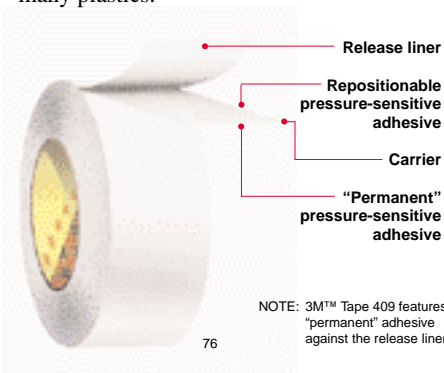 many plastics.
Release liner
Repositionable
pressure-sensitive
adhesive
Carrier
“Permanent”
pressure-sensitive
adhesive
NOTE: 3M™ Tape 409 features
“permanent” adhesive
against the release liner
76